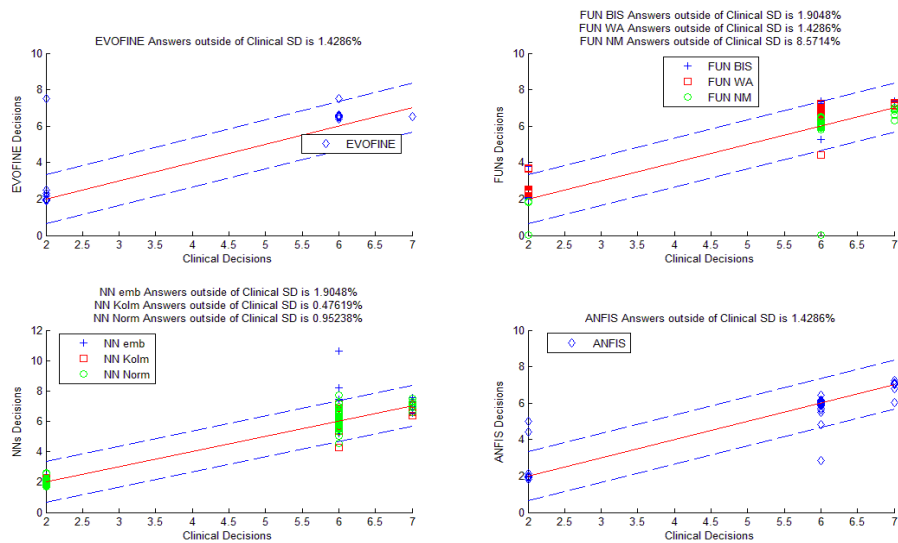 EVOFINE Answers outside of Clinical SD is 1.4286%
10
8
6
4
2
0
EVOFINE Decisions
EVOFINE
2 2.5 3 3.5 4 4.5 5 5.5 6 6.5 7
Clinical Decisions
FUN BIS Answers outside of Clinical SD is 1.9048%
FUN WA Answers outside of Clinical SD is 1.4286%
FUN NM Answers outside of Clinical SD is 8.5714%
10
8
6
4
2
0
FUNs Decisions
FUN BIS
FUN WA
FUN NM
2 2.5 3 3.5 4 4.5 5 5.5 6 6.5 7
Clinical Decisions
NN emb Answers outside of Clinical SD is 1.9048%
NN Kolm Answers outside of Clinical SD is 0.47619%
NN Norm Answers outside of Clinical SD is 0.95238%
12
10
8
6
4
2
0
NNs Decisions
NN emb
NN Kolm
NN Norm
2 2.5 3 3.5 4 4.5 5 5.5 6 6.5 7
Clinical Decisions
ANFIS Answers outside of Clinical SD is 1.4286%
10
8
6
4
2
0
ANFIS Decisions
ANFIS
2 2.5 3 3.5 4 4.5 5 5.5 6 6.5 7
Clinical Decisions